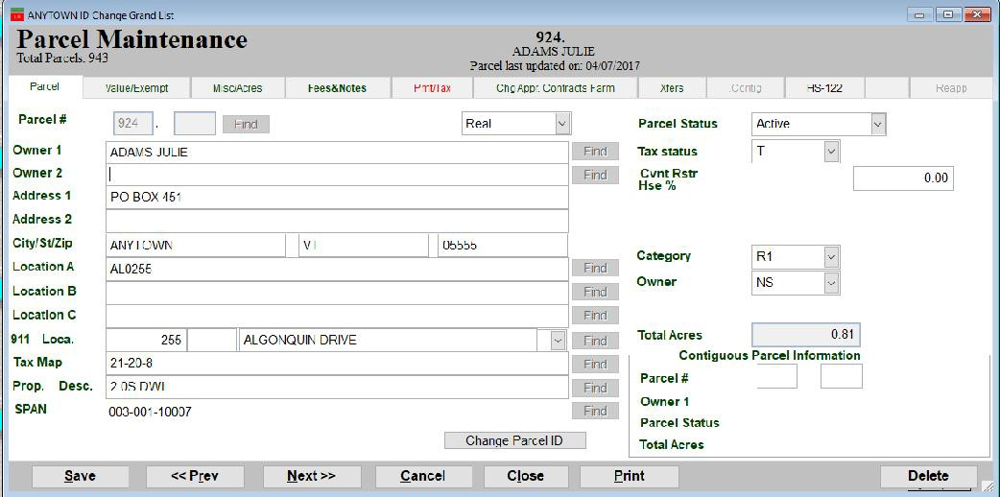 ANYTOWN ID Change Grand List
Parcel Maintenance
Total Parcels. 943
924.
ADAMS JULIE
Parcel last updated on: 04/07/2017
Parcel Value/Exempt Misc/Acres Fees&Notes Pmt/Tax Chg Appr. Contracts Farm Xfers Contig HS-122 Reapp
Parcel # 924 . Find Real Parcel Status Active
Owner 1 ADAMS JULIE Find Tax status T
Owner 2 Find Cvnt Rstr Hse % 0.00
Address 1 PO BOX 451
Address 2
City/St/Zip ANYTOWN VT 05555
Location A AL0255 Find Category R1
Location B Find Owner NS
Location C Find
911 Loca. 255 ALGONQUIN DRIVE Find Total Acres 0.81
Tax Map 21-20-8 Find Contiguous Parcel Information
Prop. Desc. 2.0S DWL Find Parcel #
SPAN 003-001-10007 Find Owner 1
Parcel Status
Change Parcel ID Total Acres
Save << Prev Next >> Cancel Close Print Delete